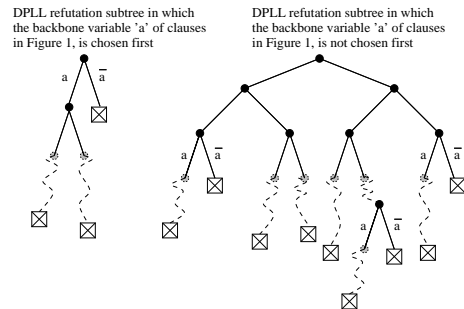 DPLL refutation subtree in which
the backbone variable 'a' of clauses
in Figure 1, is chosen first
DPLL refutation subtree in which
the backbone variable 'a' of clauses
in Figure 1, is not chosen first
a a̅
a a̅ a a̅
a a̅